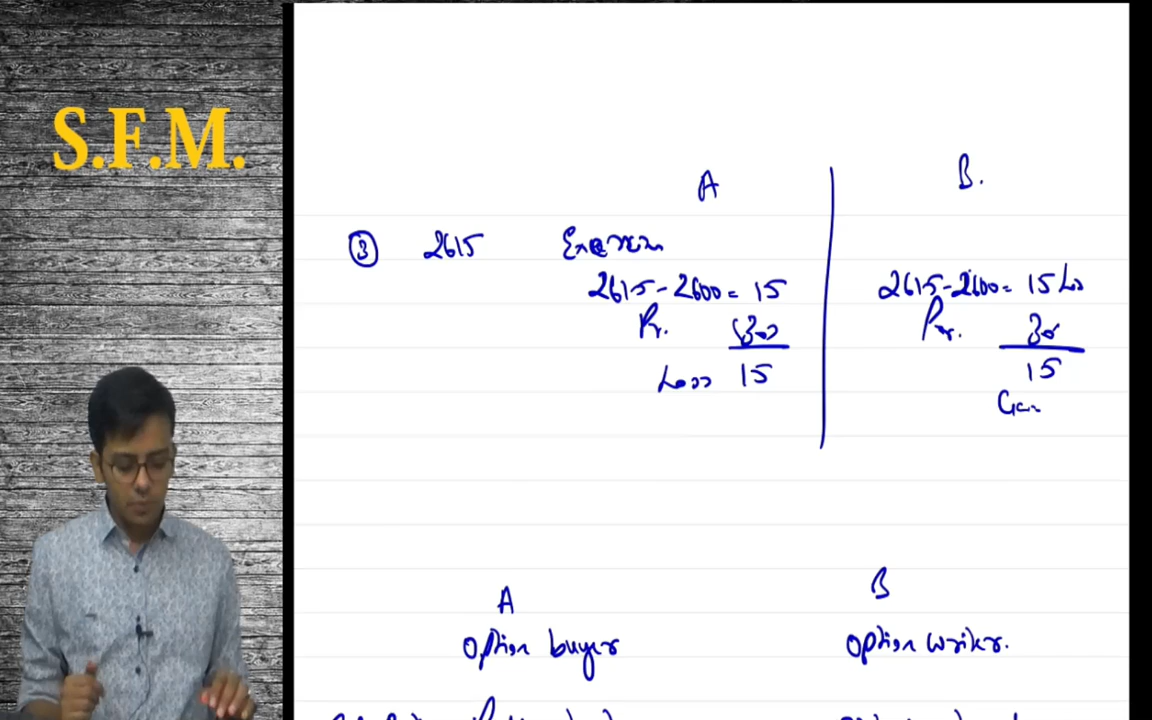 S.F.M.
A
B.
③ 2615 Exercise
2615-2600= 15
Pr. (30)
Loss 15
2615-2600= 15 Lo
Pr. 30
15
Gain
A
B
Option buyer
Option writer.